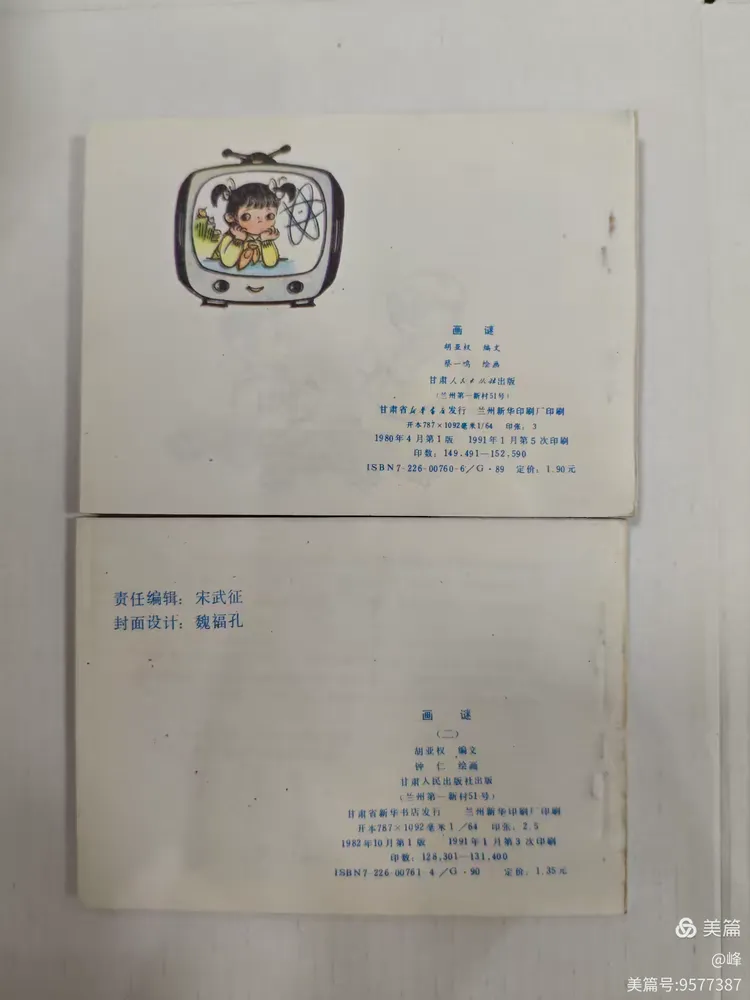 画 谜
胡亚权 编文
蔡一鸣 绘画
甘肃人民出版社出版
(兰州第一新村51号)
甘肃省新华书店发行 兰州新华印刷厂印刷
开本787×1092毫米1/64 印张: 3
1980年4月第1版 1991年1月第5次印刷
印数: 149.491—152.590
ISBN7-226-00760-6/G·89 定价: 1.90元
责任编辑: 宋武征
封面设计: 魏福孔
画 谜
(二)
胡亚权 编文
钟仁 绘画
甘肃人民出版社出版
(兰州第一新村51号)
甘肃省新华书店发行 兰州新华印刷厂印刷
开本787×1092毫米1/64 印张: 2.5
1982年10月第1版 1991年1月第3次印刷
印数: 128,301—131,400
ISBN7-226-00761-4/G·90 定价: 1.35元
美篇
@峰
美篇号:9577387